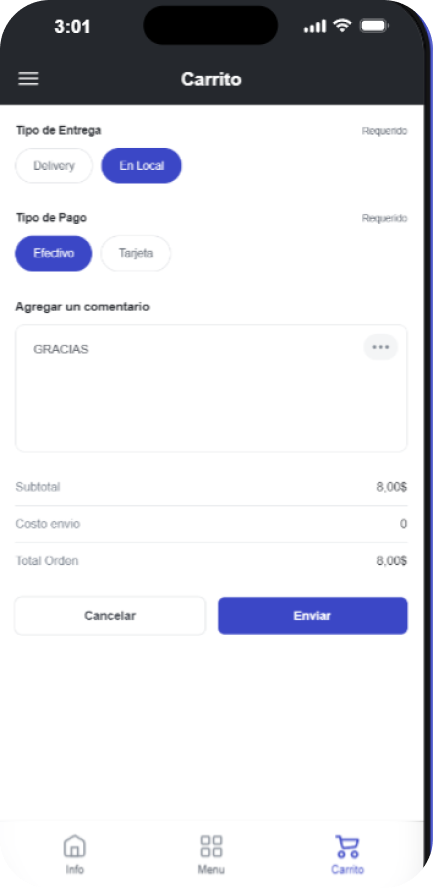 3:01
Carrito
Tipo de Entrega Requerido
Delivery En Local
Tipo de Pago Requerido
Efectivo Tarjeta
Agregar un comentario
GRACIAS
Subtotal 8,00$
Costo envio 0
Total Orden 8,00$
Cancelar Enviar
Info Menu Carrito